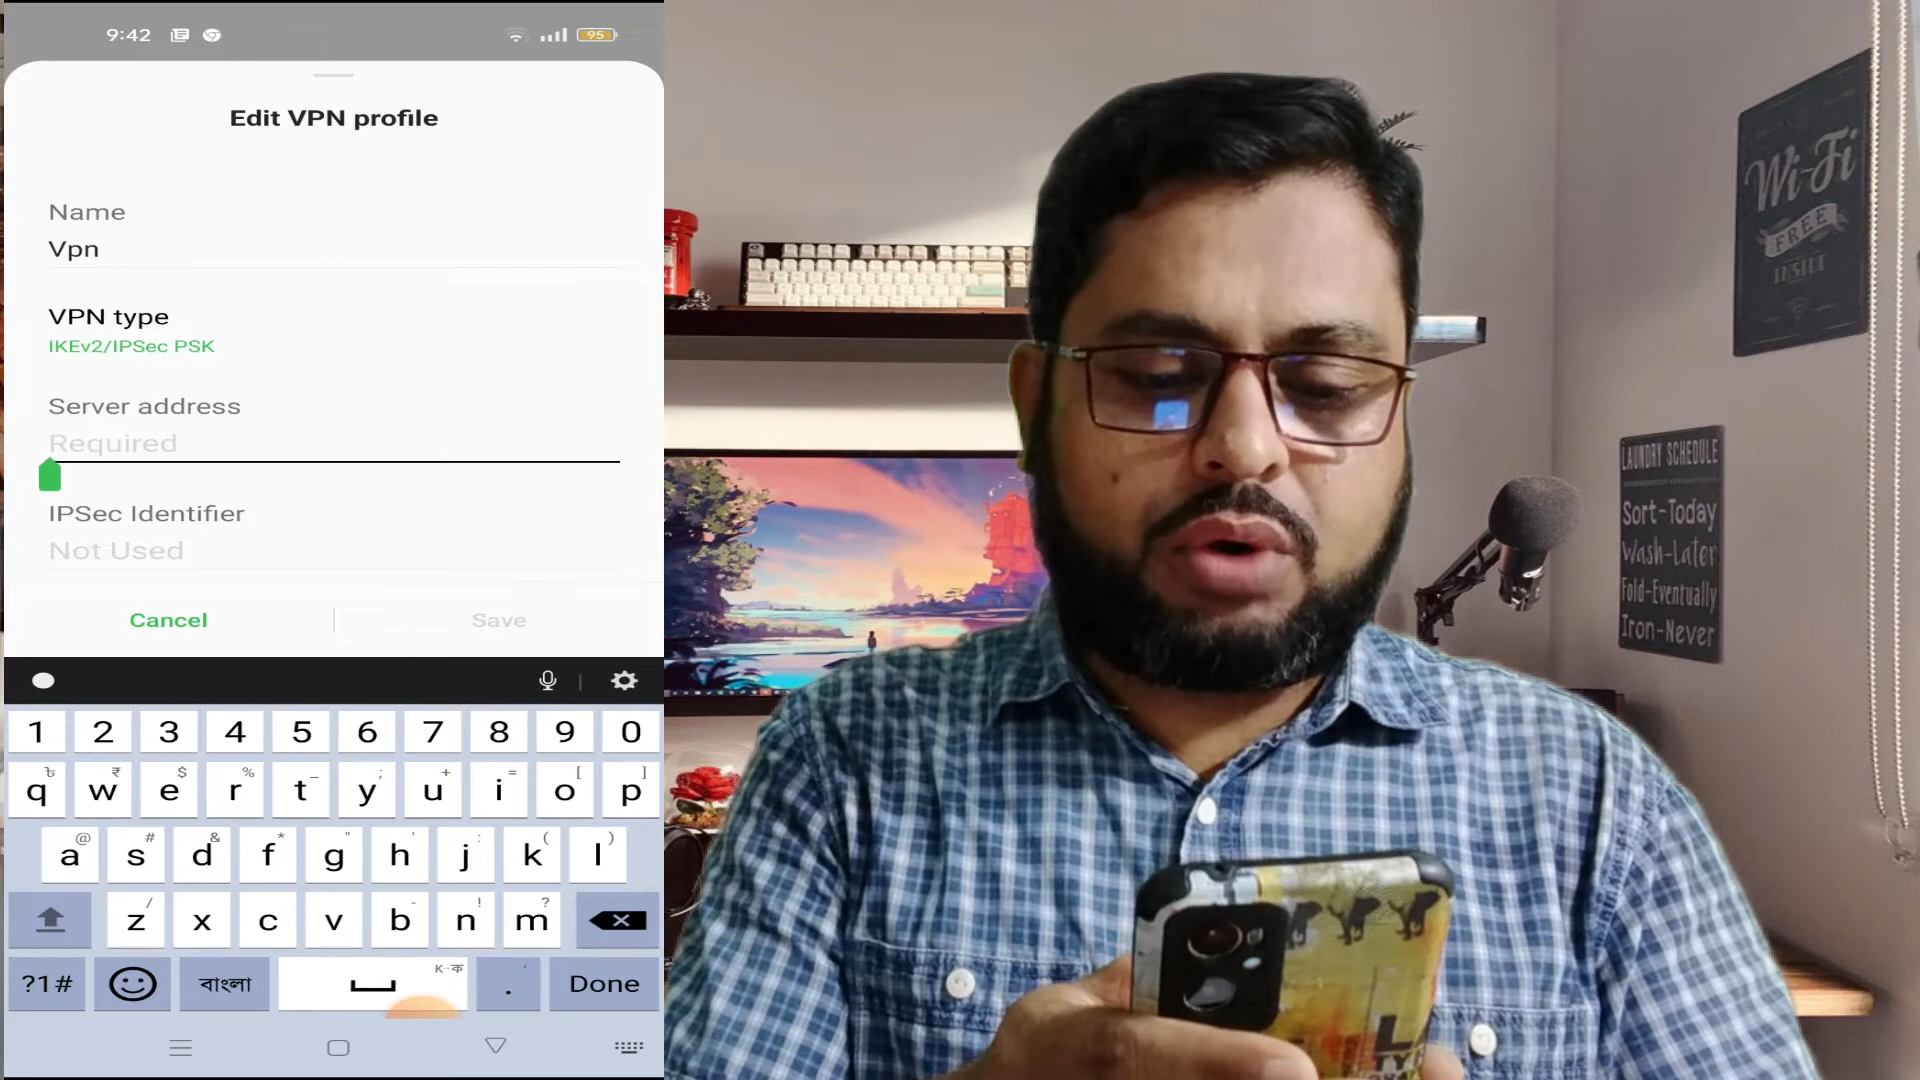 9:42
95
Edit VPN profile
Name
Vpn
VPN type
IKEv2/IPSec PSK
Server address
Required
IPSec Identifier
Not Used
Cancel
Save
1 2 3 4 5 6 7 8 9 0
৳ ₹ $ % _ ; + = [ ]
q w e r t y u i o p
@ # & * " ' : ( )
a s d f g h j k l
/ - ! ?
z x c v b n m
K-ক
?1# বাংলা . Done
Wi-Fi
FREE
INSIDE
LAUNDRY SCHEDULE
Sort-Today
Wash-Later
Fold-Eventually
Iron-Never
L